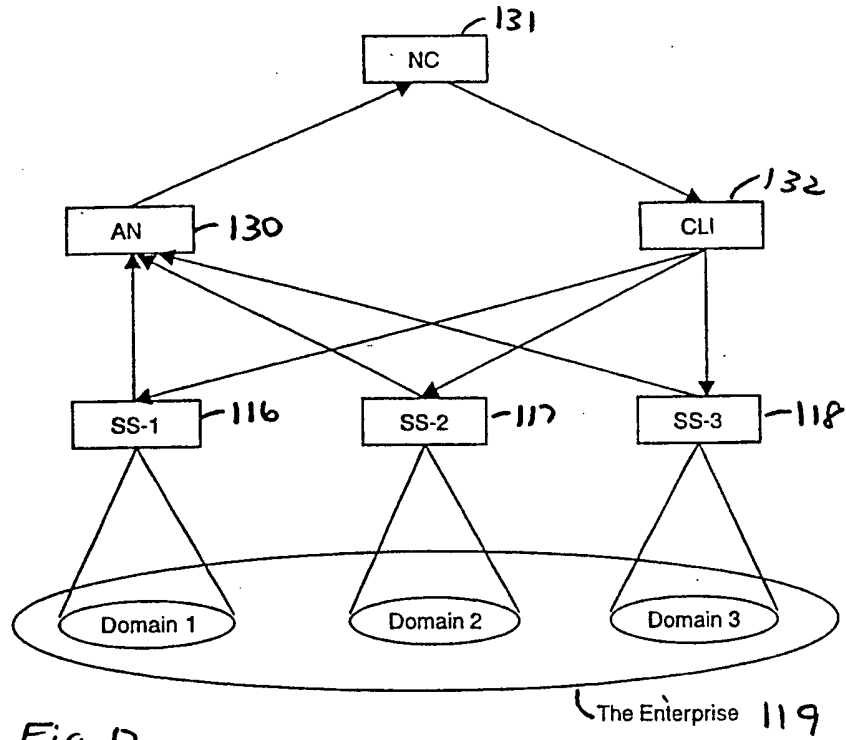 131
NC
132
AN
130
CLI
SS-1
116
SS-2
117
SS-3
118
Domain 1
Domain 2
Domain 3
The Enterprise 119